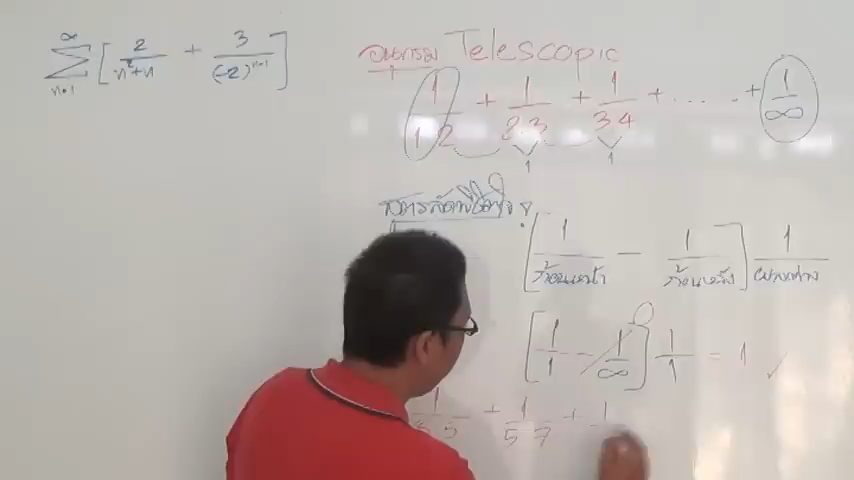 ∞
∑ [ 2/(n²+n) + 3/(-2)ⁿ⁻¹ ]
n=1
อนุกรม Telescopic
1/(1 2) + 1/(2.3) + 1/(3 4) + ..... + 1/∞
1 1
สูตรลัดพี่
[ 1/ก้อนหน้า - 1/ก้อนหลัง ] 1/ผลต่าง
[ 1/1 - 1/∞ ] 1/1 = 1 ✓
0
1/(3 5) + 1/(5 7) + 1